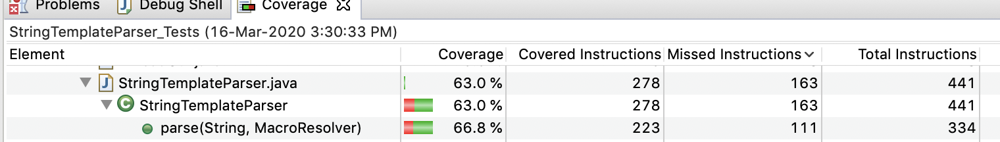 Problems Debug Shell Coverage
StringTemplateParser_Tests (16-Mar-2020 3:30:33 PM)
Element Coverage Covered Instructions Missed Instructions Total Instructions
StringTemplateParser.java 63.0 % 278 163 441
StringTemplateParser 63.0 % 278 163 441
parse(String, MacroResolver) 66.8 % 223 111 334